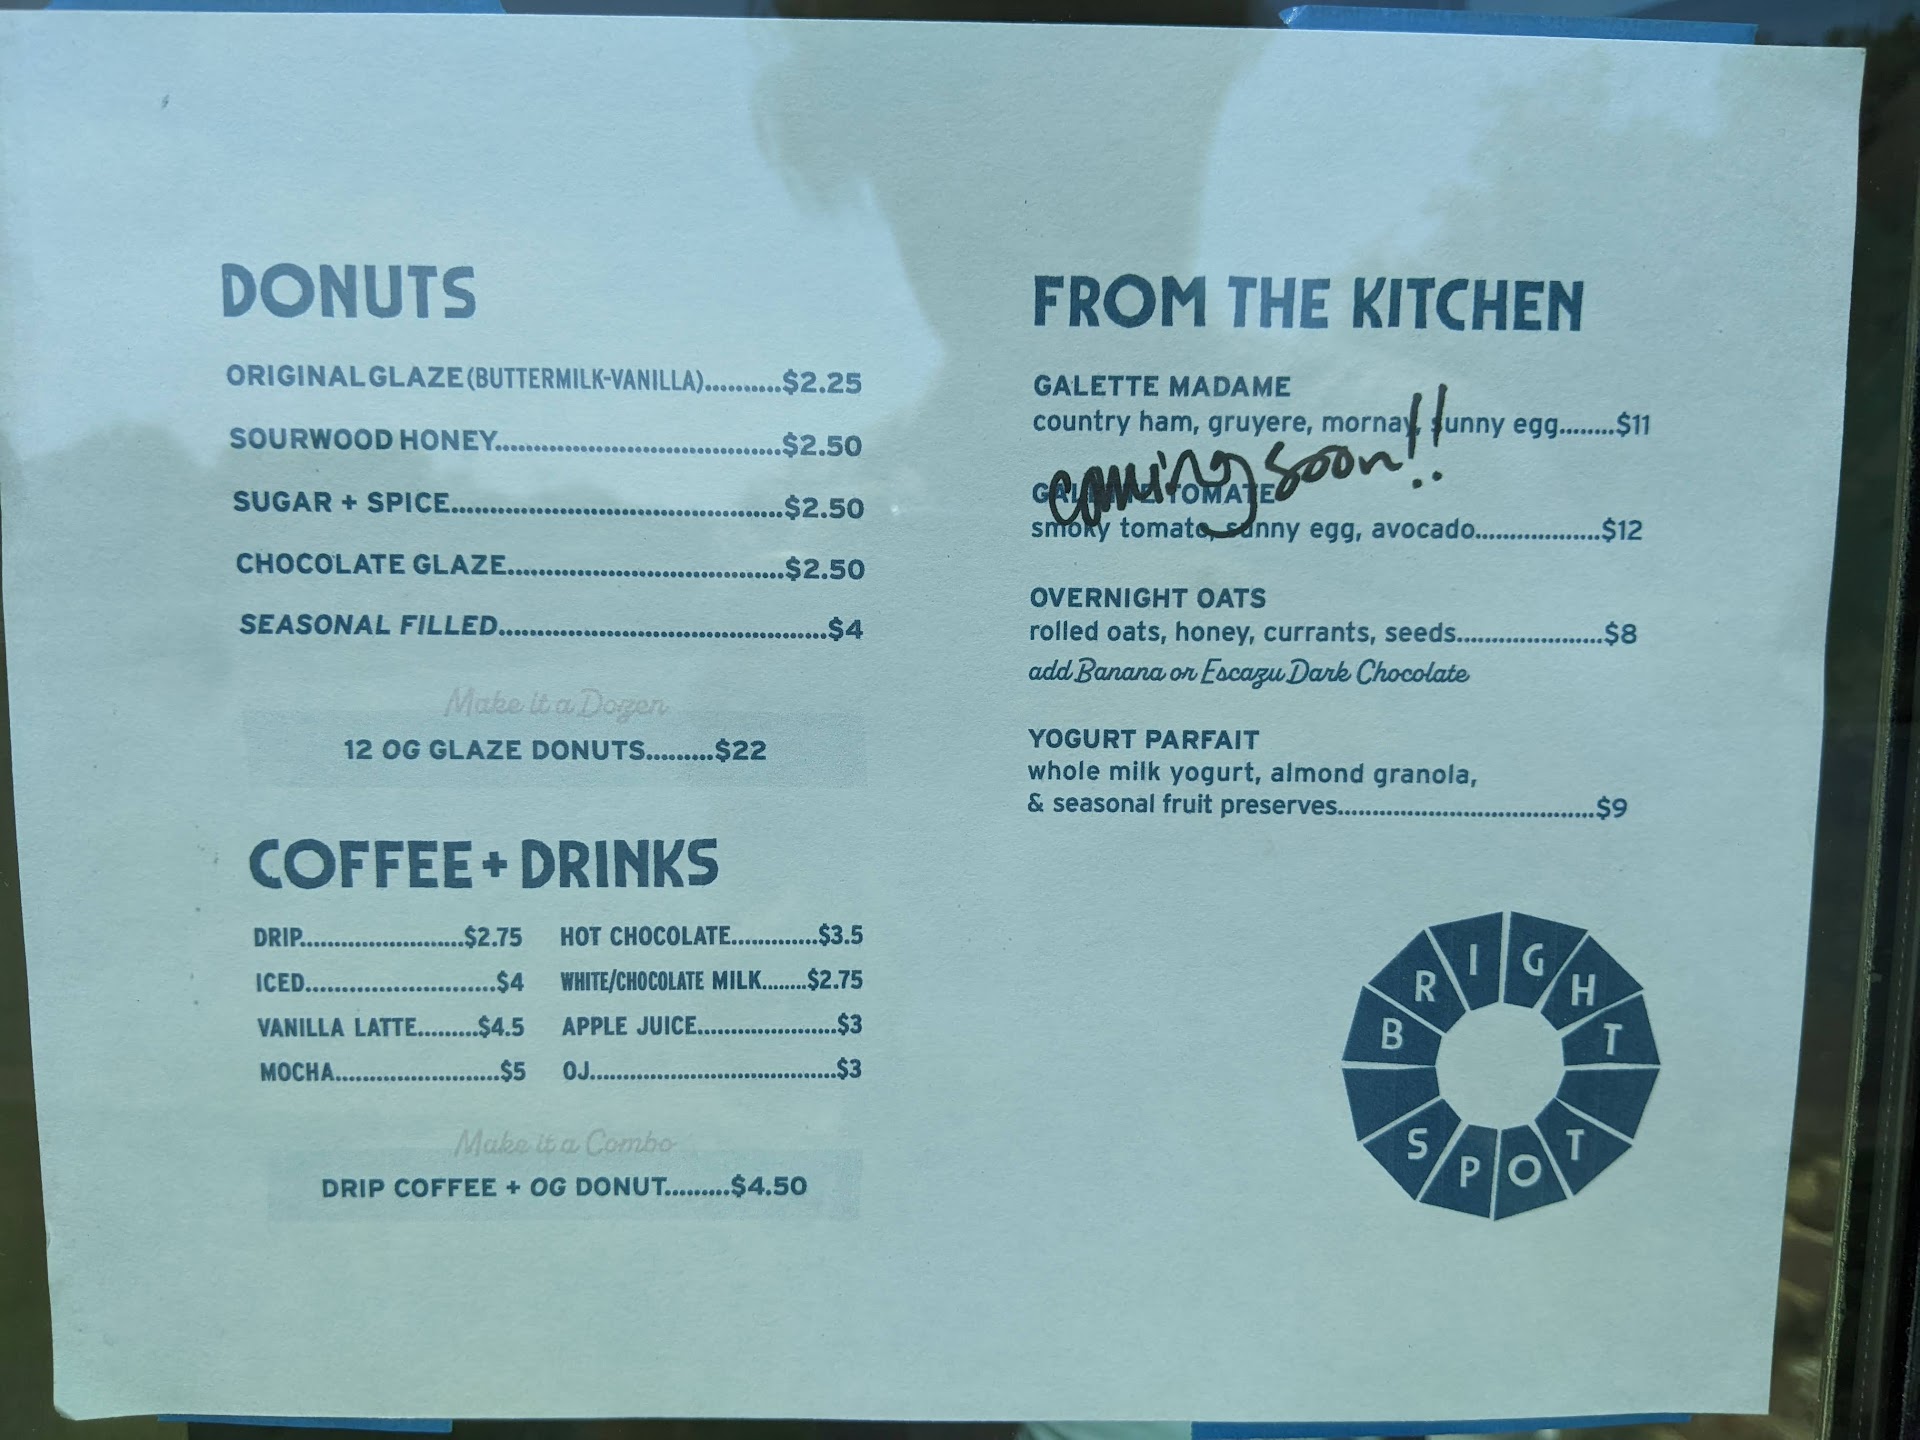 DONUTS
ORIGINAL GLAZE (BUTTERMILK-VANILLA)..........$2.25
SOURWOOD HONEY.....................................$2.50
SUGAR + SPICE...........................................$2.50
CHOCOLATE GLAZE....................................$2.50
SEASONAL FILLED...........................................$4
Make it a Dozen
12 OG GLAZE DONUTS.........$22
COFFEE + DRINKS
DRIP........................$2.75
ICED............................$4
VANILLA LATTE.........$4.5
MOCHA........................$5
HOT CHOCOLATE.............$3.5
WHITE/CHOCOLATE MILK........$2.75
APPLE JUICE.....................$3
OJ....................................$3
Make it a Combo
DRIP COFFEE + OG DONUT.........$4.50
FROM THE KITCHEN
GALETTE MADAME
country ham, gruyere, mornay, sunny egg........$11
coming soon!!
GALETTE TOMATE
smoky tomato, sunny egg, avocado..................$12
OVERNIGHT OATS
rolled oats, honey, currants, seeds.....................$8
add Banana or Escazu Dark Chocolate
YOGURT PARFAIT
whole milk yogurt, almond granola,
& seasonal fruit preserves.....................................$9
BRIGHT
SPOT